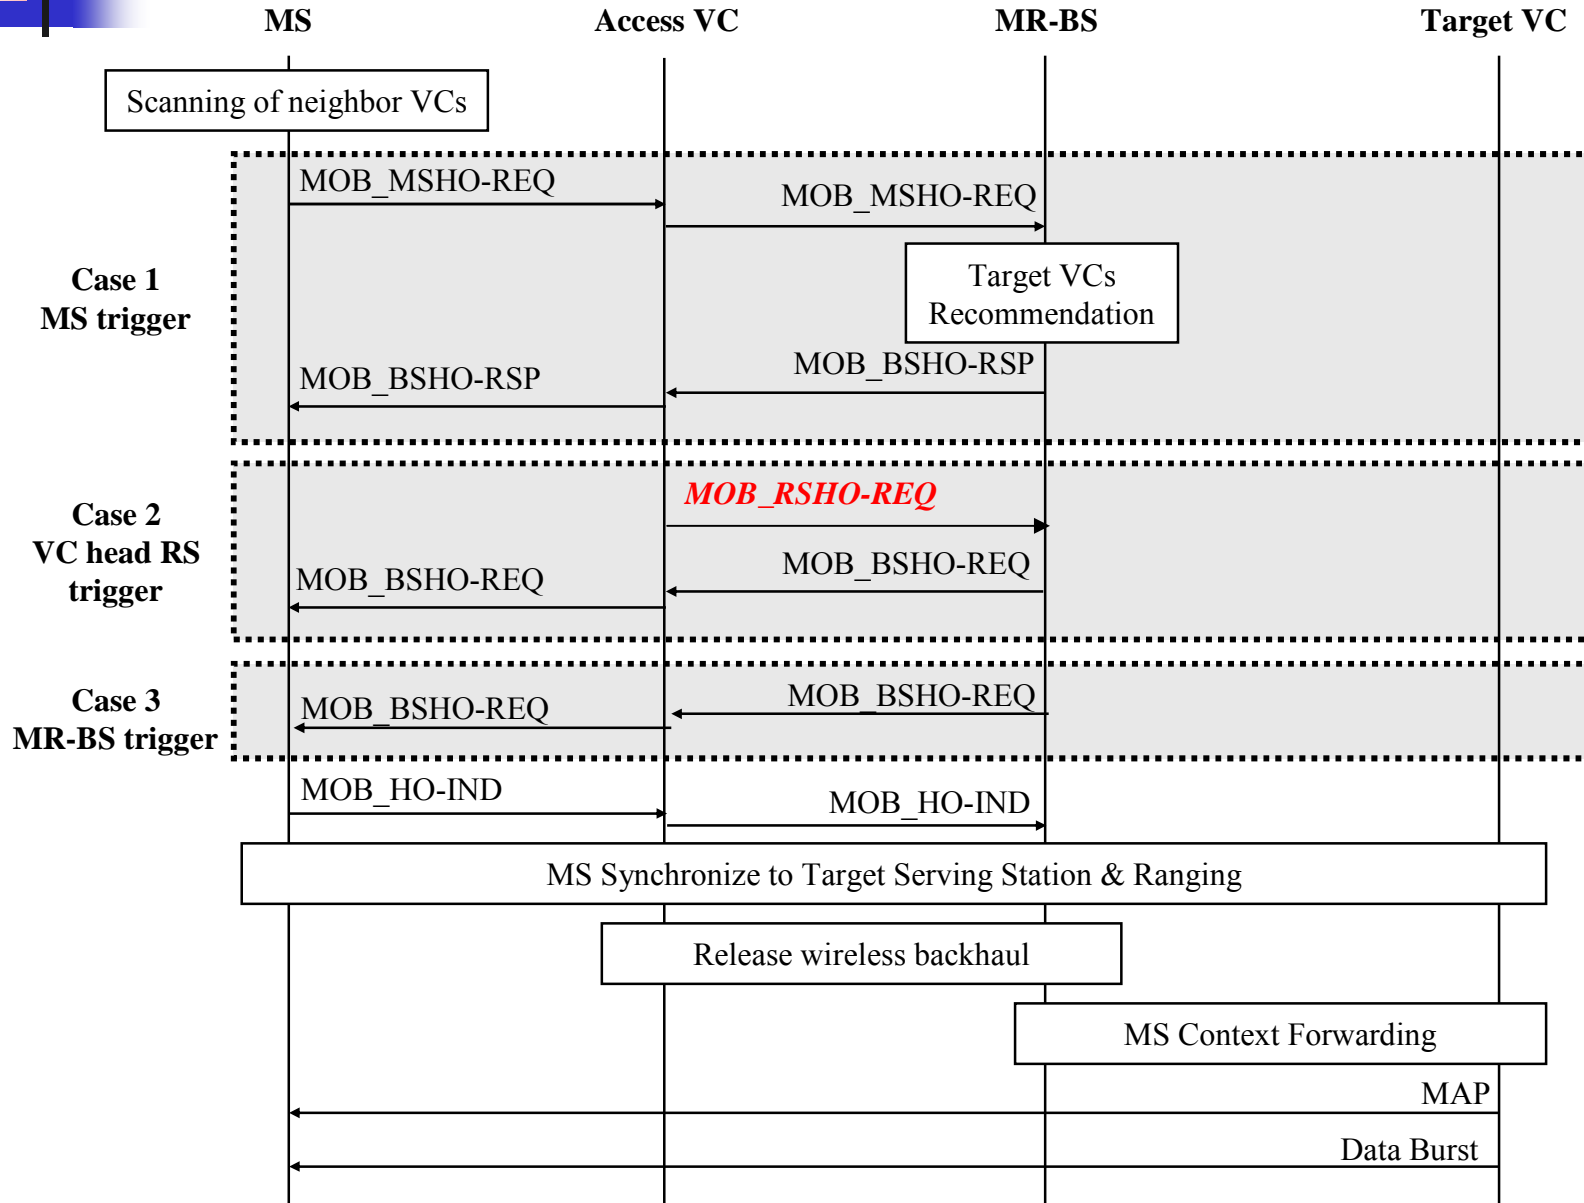 MS Access VC MR-BS Target VC
Scanning of neighbor VCs
MOB_MSHO-REQ
MOB_MSHO-REQ
Case 1
MS trigger
Target VCs
Recommendation
MOB_BSHO-RSP
MOB_BSHO-RSP
Case 2
VC head RS
trigger
MOB_RSHO-REQ
MOB_BSHO-REQ
MOB_BSHO-REQ
Case 3
MR-BS trigger
MOB_BSHO-REQ
MOB_BSHO-REQ
MOB_HO-IND
MOB_HO-IND
MS Synchronize to Target Serving Station & Ranging
Release wireless backhaul
MS Context Forwarding
MAP
Data Burst